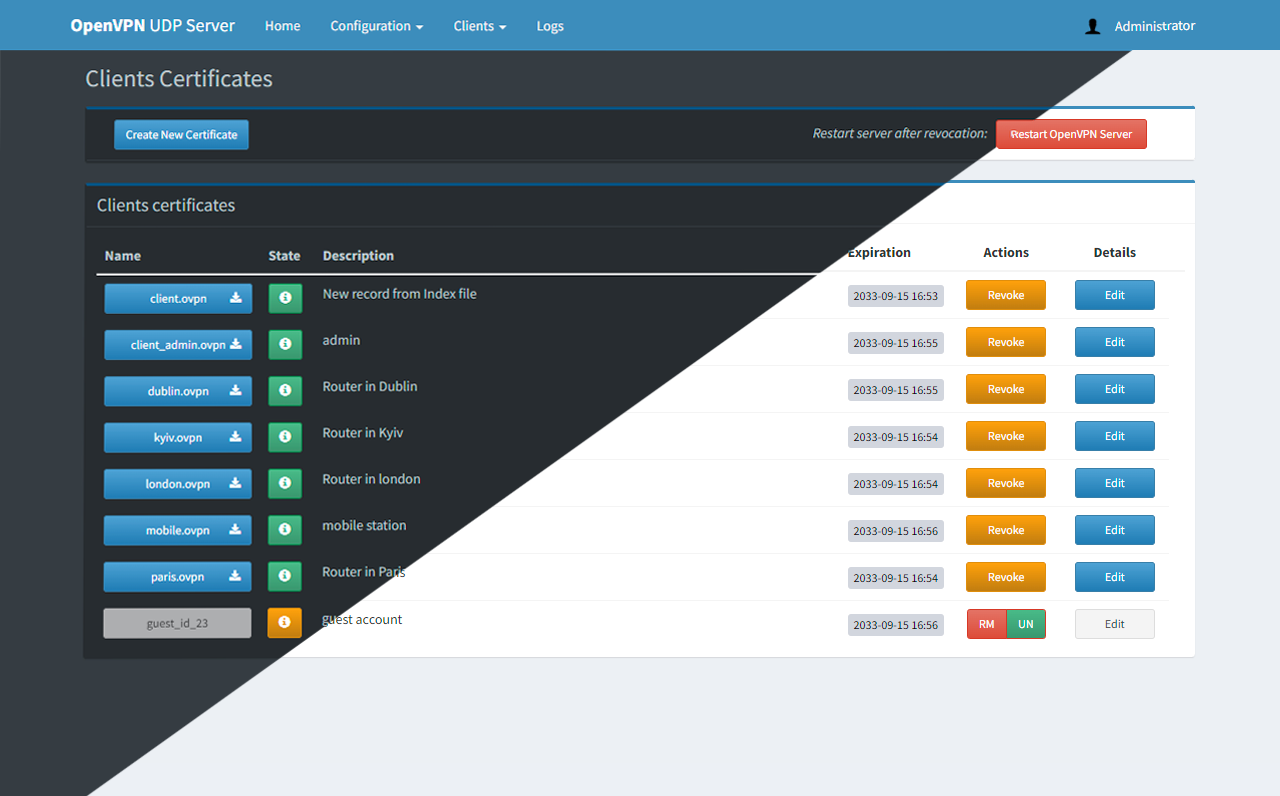 OpenVPN UDP Server Home Configuration Clients Logs Administrator
Clients Certificates
Create New Certificate Restart server after revocation: Restart OpenVPN Server
Clients certificates
Name State Description Expiration Actions Details
client.ovpn New record from Index file 2033-09-15 16:53 Revoke Edit
client_admin.ovpn admin 2033-09-15 16:55 Revoke Edit
dublin.ovpn Router in Dublin 2033-09-15 16:55 Revoke Edit
kyiv.ovpn Router in Kyiv 2033-09-15 16:54 Revoke Edit
london.ovpn Router in london 2033-09-15 16:54 Revoke Edit
mobile.ovpn mobile station 2033-09-15 16:56 Revoke Edit
paris.ovpn Router in Paris 2033-09-15 16:54 Revoke Edit
guest_id_23 guest account 2033-09-15 16:56 RM UN Edit